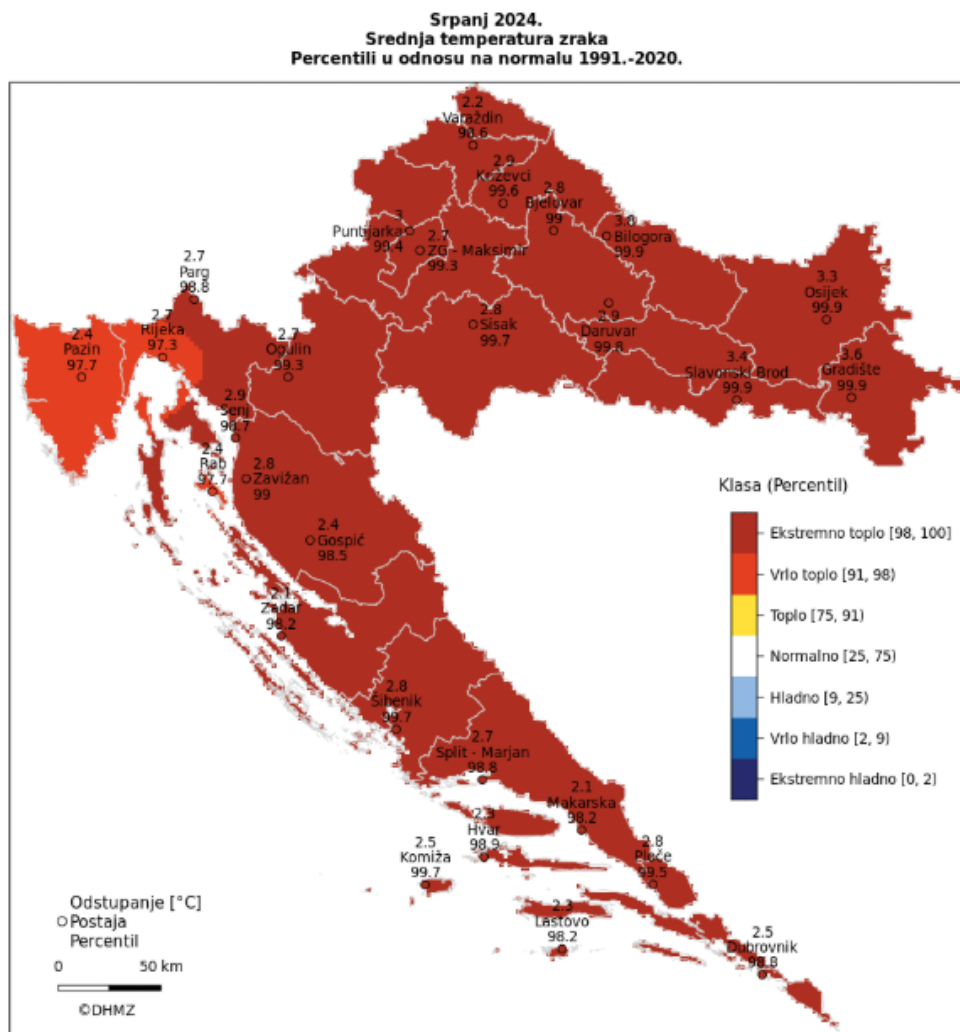 Srpanj 2024.
Srednja temperatura zraka
Percentili u odnosu na normalu 1991.-2020.
2.2
Varaždin
98.6
2.9
Križevci
99.6
2.8
Bjelovar
99
3
Puntijarka
99.4
2.7
ZG - Maksimir
99.3
Bilogora
99.9
2.7
Parg
98.8
3.3
Osijek
99.9
2.7
Rijeka
97.3
2.4
Pazin
97.7
2.7
Ogulin
99.3
2.8
Sisak
99.7
2.9
Daruvar
99.8
3.4
Slavonski Brod
99.9
3.6
Gradište
99.9
2.9
Senj
98.7
2.4
Rab
97.7
2.8
Zavižan
99
2.4
Gospić
98.5
2.1
Zadar
98.2
2.8
Šibenik
99.7
2.7
Split - Marjan
98.8
2.1
Makarska
98.2
2.3
Hvar
98.9
2.5
Komiža
99.7
2.8
Ploče
99.5
2.3
Lastovo
98.2
2.5
Dubrovnik
98.8
Klasa (Percentil)
Ekstremno toplo [98, 100]
Vrlo toplo [91, 98)
Toplo [75, 91)
Normalno [25, 75)
Hladno [9, 25)
Vrlo hladno [2, 9)
Ekstremno hladno [0, 2)
Odstupanje [°C]
Postaja
Percentil
0 50 km
©DHMZ